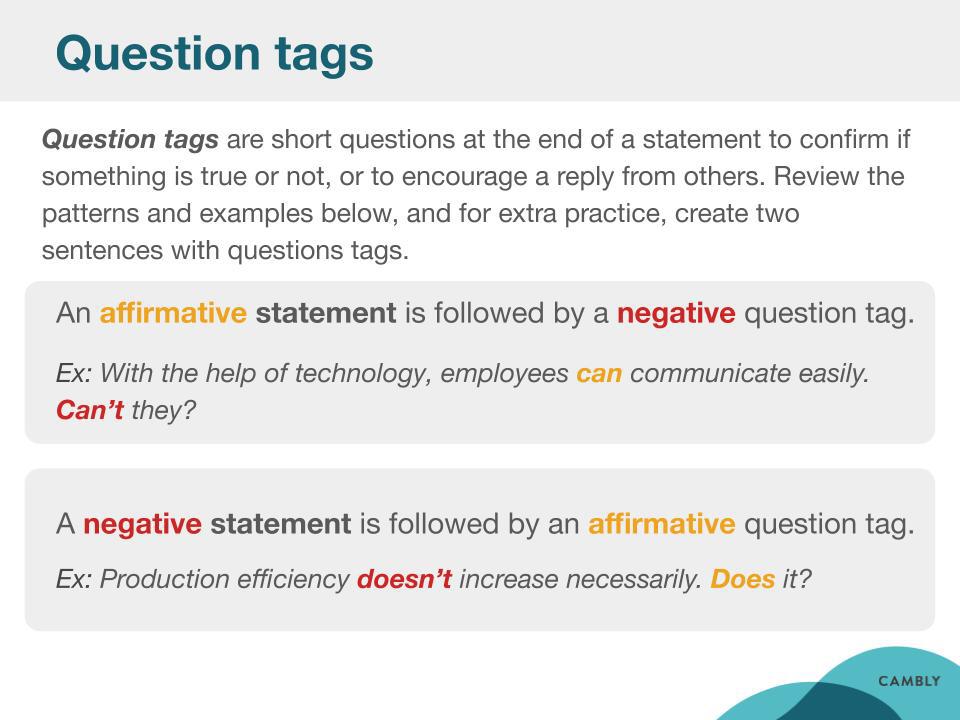 Question tags
Question tags are short questions at the end of a statement to confirm if
something is true or not, or to encourage a reply from others. Review the
patterns and examples below, and for extra practice, create two
sentences with questions tags.
An affirmative statement is followed by a negative question tag.
Ex: With the help of technology, employees can communicate easily.
Can’t they?
A negative statement is followed by an affirmative question tag.
Ex: Production efficiency doesn’t increase necessarily. Does it?
CAMBLY